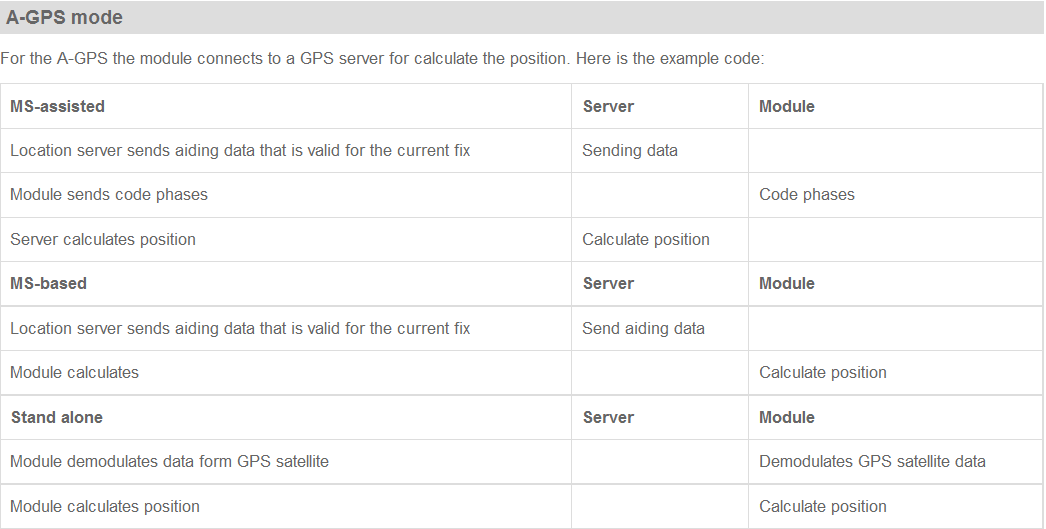 A-GPS mode
For the A-GPS the module connects to a GPS server for calculate the position. Here is the example code:
MS-assisted Server Module
Location server sends aiding data that is valid for the current fix Sending data
Module sends code phases Code phases
Server calculates position Calculate position
MS-based Server Module
Location server sends aiding data that is valid for the current fix Send aiding data
Module calculates Calculate position
Stand alone Server Module
Module demodulates data form GPS satellite Demodulates GPS satellite data
Module calculates position Calculate position